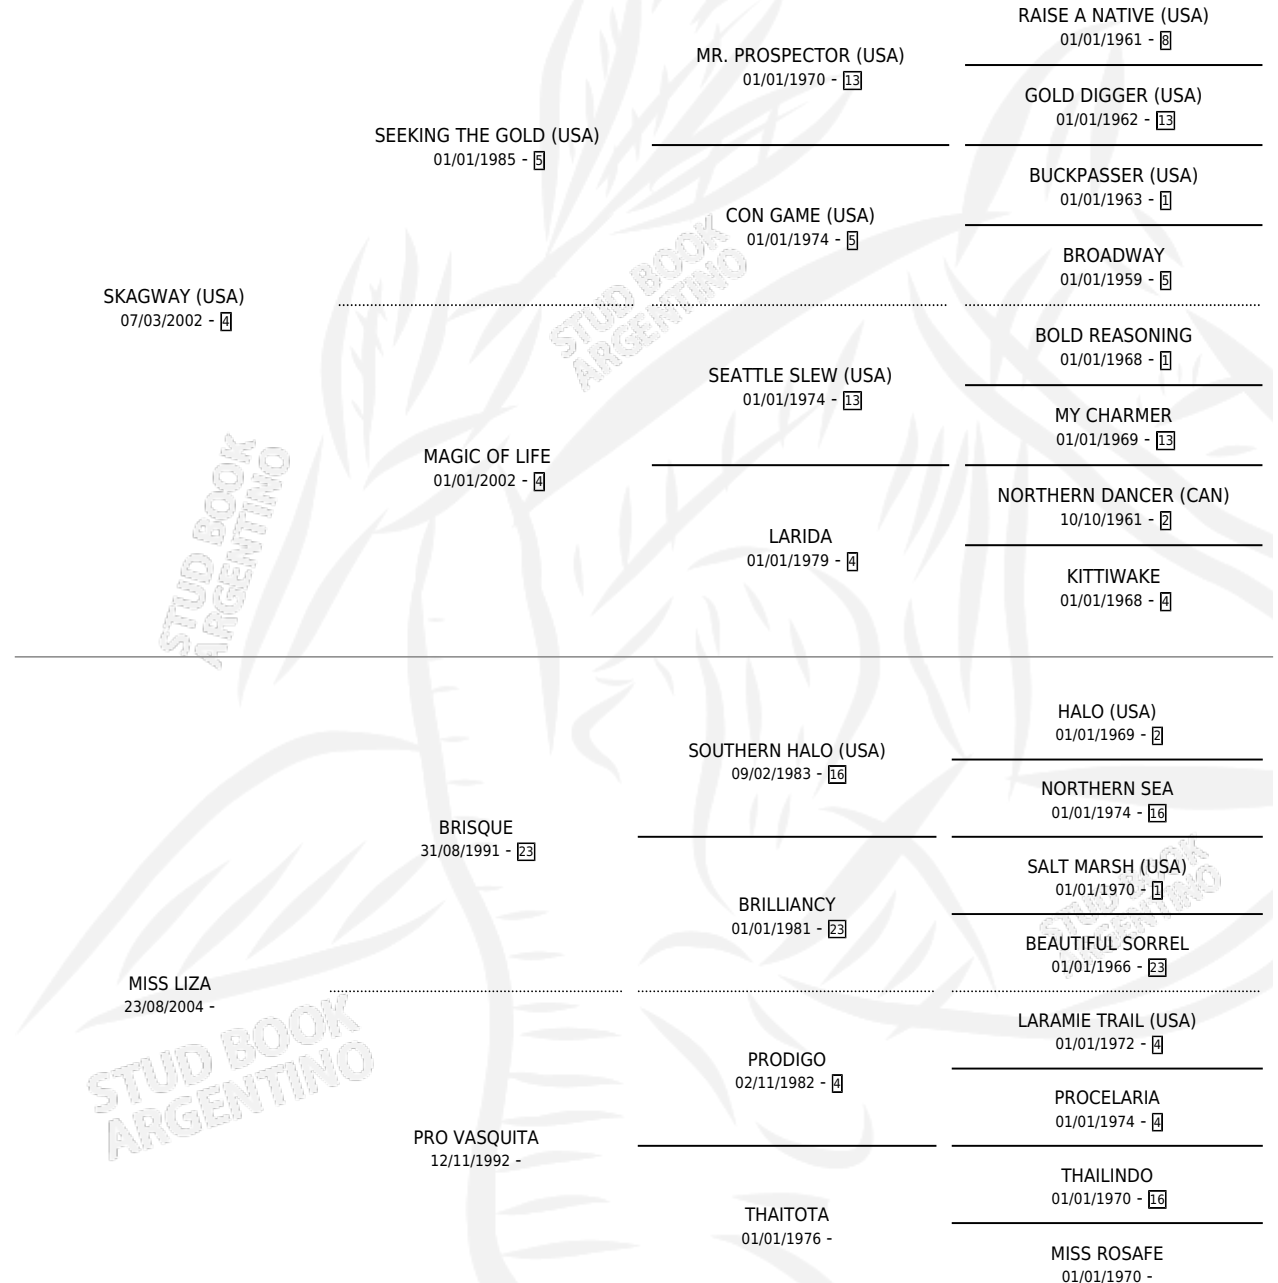 RAISE A NATIVE (USA)
01/01/1961 - 8
MR. PROSPECTOR (USA)
01/01/1970 - 13
GOLD DIGGER (USA)
01/01/1962 - 13
SEEKING THE GOLD (USA)
01/01/1985 - 5
BUCKPASSER (USA)
01/01/1963 - 1
CON GAME (USA)
01/01/1974 - 5
BROADWAY
01/01/1959 - 5
SKAGWAY (USA)
07/03/2002 - 4
BOLD REASONING
01/01/1968 - 1
SEATTLE SLEW (USA)
01/01/1974 - 13
MY CHARMER
01/01/1969 - 13
MAGIC OF LIFE
01/01/2002 - 4
NORTHERN DANCER (CAN)
10/10/1961 - 2
LARIDA
01/01/1979 - 4
KITTIWAKE
01/01/1968 - 4
HALO (USA)
01/01/1969 - 2
SOUTHERN HALO (USA)
09/02/1983 - 16
NORTHERN SEA
01/01/1974 - 16
BRISQUE
31/08/1991 - 23
SALT MARSH (USA)
01/01/1970 - 1
BRILLIANCY
01/01/1981 - 23
BEAUTIFUL SORREL
01/01/1966 - 23
MISS LIZA
23/08/2004 -
LARAMIE TRAIL (USA)
01/01/1972 - 4
PRODIGO
02/11/1982 - 4
PROCELARIA
01/01/1974 - 4
PRO VASQUITA
12/11/1992 -
THAILINDO
01/01/1970 - 16
THAITOTA
01/01/1976 -
MISS ROSAFE
01/01/1970 -
STUD BOOK
ARGENTINO
STUD BOOK
ARGENTINO
STUD BOOK
ARGENTINO
STUD BOOK
ARGENTINO